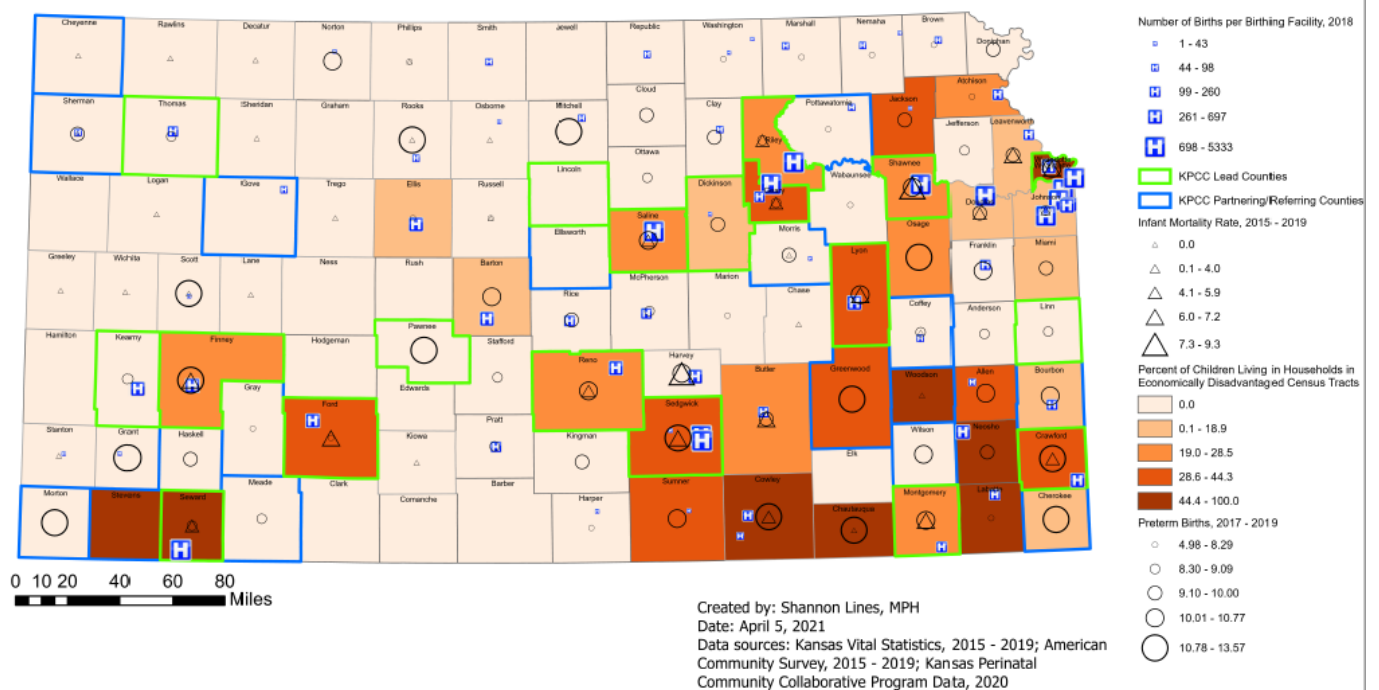 Cheyenne
Rawlins
Decatur
Norton
Phillips
Smith
Jewell
Republic
Washington
Marshall
Nemaha
Brown
Doniphan
Sherman
Thomas
Sheridan
Graham
Rooks
Osborne
Mitchell
Cloud
Clay
Riley
Pottawatomie
Jackson
Atchison
Jefferson
Leavenworth
Wallace
Logan
Gove
Trego
Ellis
Russell
Lincoln
Ottawa
Saline
Dickinson
Wabaunsee
Shawnee
Ellsworth
Morris
Osage
Miami
Greeley
Wichita
Scott
Lane
Ness
Rush
Barton
Rice
McPherson
Marion
Chase
Lyon
Coffey
Franklin
Anderson
Linn
Hamilton
Kearny
Finney
Hodgeman
Pawnee
Stafford
Reno
Harvey
Butler
Greenwood
Woodson
Allen
Bourbon
Gray
Edwards
Ford
Sedgwick
Stanton
Grant
Haskell
Kiowa
Pratt
Kingman
Elk
Wilson
Neosho
Crawford
Morton
Stevens
Seward
Meade
Clark
Comanche
Barber
Harper
Sumner
Cowley
Chautauqua
Montgomery
Cherokee
0 10 20 40 60 80
Miles
Created by: Shannon Lines, MPH
Date: April 5, 2021
Data sources: Kansas Vital Statistics, 2015 - 2019; American
Community Survey, 2015 - 2019; Kansas Perinatal
Community Collaborative Program Data, 2020
Number of Births per Birthing Facility, 2018
1 - 43
44 - 98
99 - 260
261 - 697
698 - 5333
KPCC Lead Counties
KPCC Partnering/Referring Counties
Infant Mortality Rate, 2015 - 2019
0.0
0.1 - 4.0
4.1 - 5.9
6.0 - 7.2
7.3 - 9.3
Percent of Children Living in Households in
Economically Disadvantaged Census Tracts
0.0
0.1 - 18.9
19.0 - 28.5
28.6 - 44.3
44.4 - 100.0
Preterm Births, 2017 - 2019
4.98 - 8.29
8.30 - 9.09
9.10 - 10.00
10.01 - 10.77
10.78 - 13.57